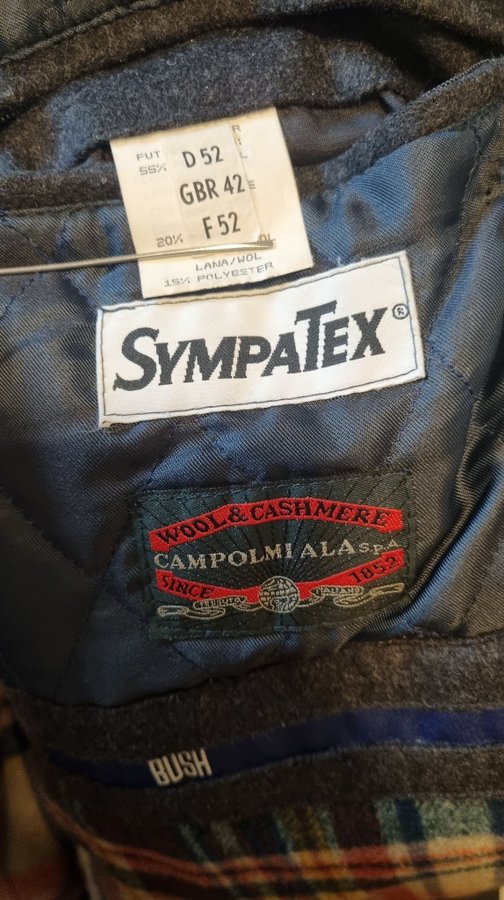 FUT
55%
D 52
GBR 42
F 52
20%
LANA/WOL
15% POLYESTER
SYMPATEX®
WOOL & CASHMERE
CAMPOLMI ALA S.P.A
SINCE 1852
ITALIANO
BUSH